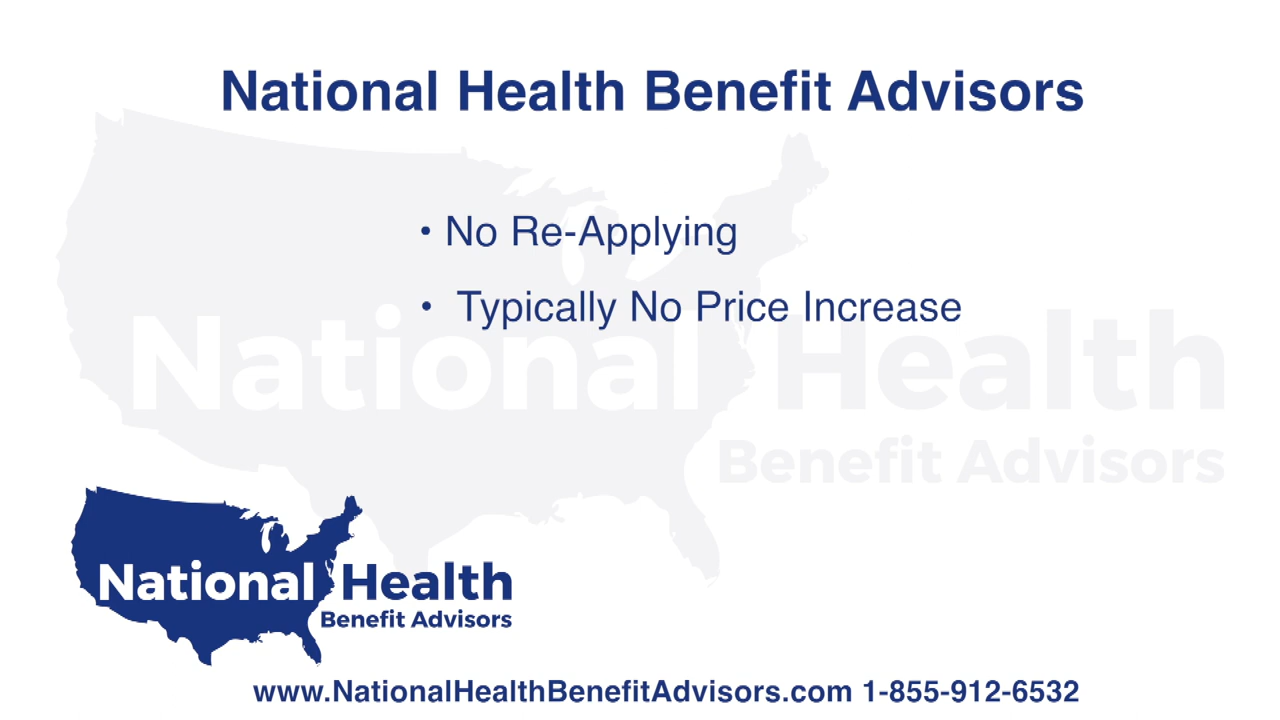 National Health Benefit Advisors
• No Re-Applying
• Typically No Price Increase
National Health
Benefit Advisors
National Health
Benefit Advisors
www.NationalHealthBenefitAdvisors.com 1-855-912-6532